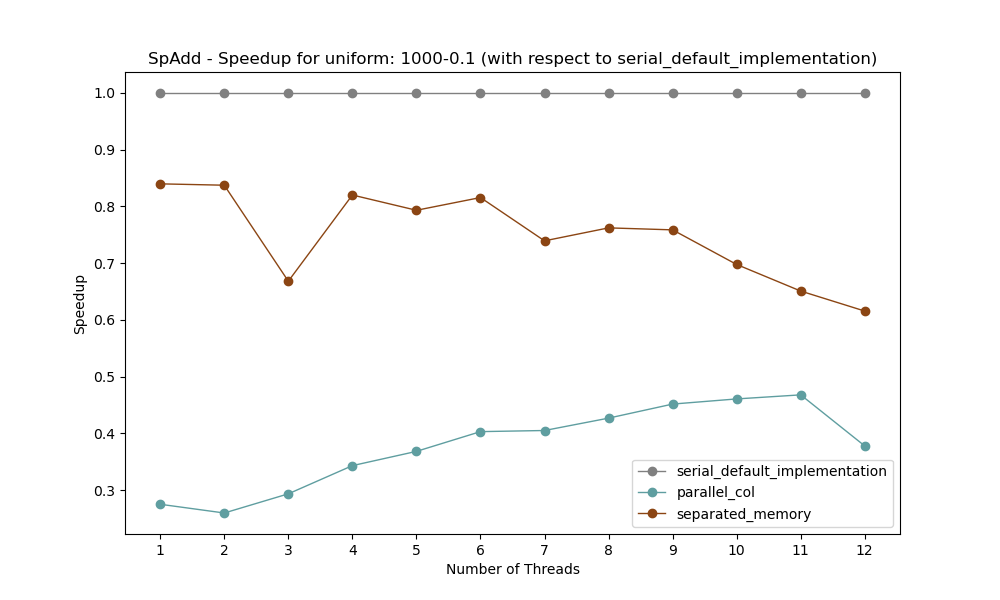 SpAdd - Speedup for uniform: 1000-0.1 (with respect to serial_default_implementation)
1.0
0.9
0.8
0.7
0.6
0.5
0.4
0.3
Speedup
serial_default_implementation
parallel_col
separated_memory
1 2 3 4 5 6 7 8 9 10 11 12
Number of Threads